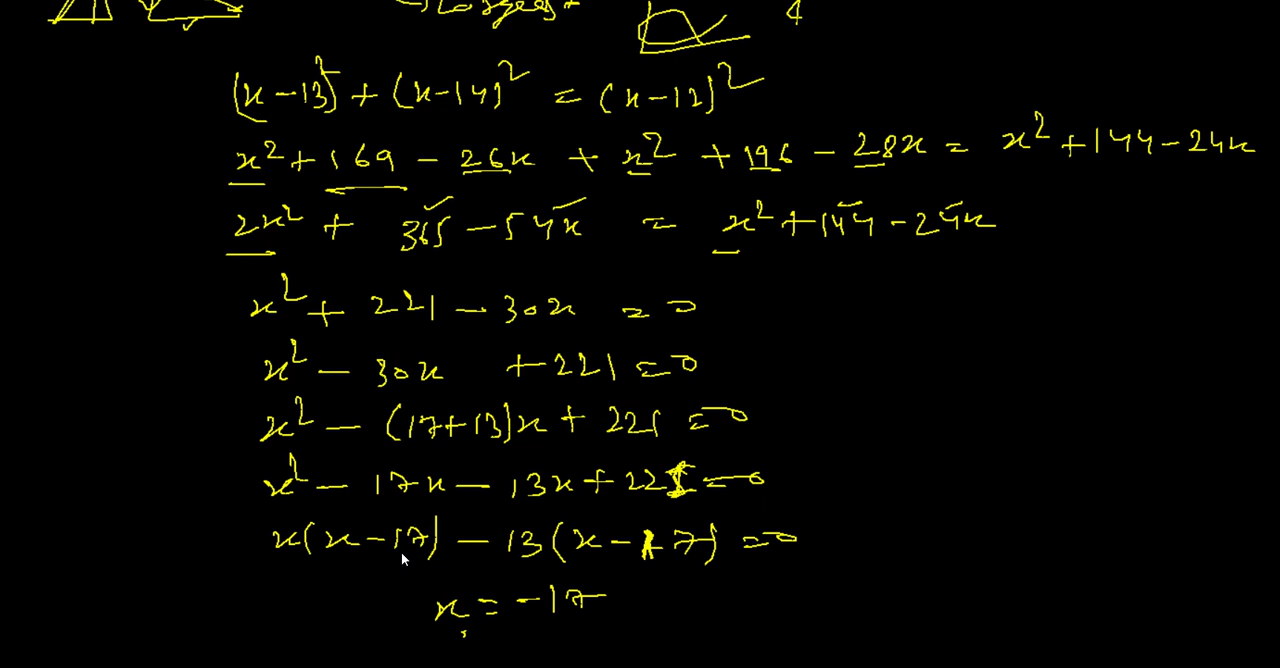 4
(x-13)² + (x-14)² = (x-12)²
x² + 169 - 26x + x² + 196 - 28x = x² + 144 - 24x
2x² + 365 - 54x = x² + 144 - 24x
x² + 221 - 30x = 0
x² - 30x + 221 = 0
x² - (17+13)x + 221 = 0
x² - 17x - 13x + 221 = 0
x(x-17) - 13(x-17) = 0
x = -17